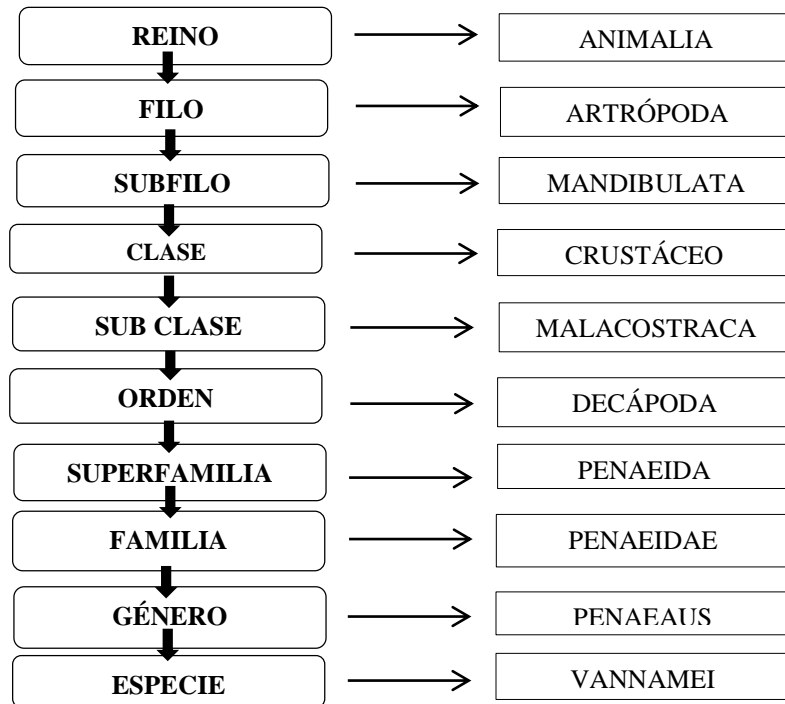 REINO ANIMALIA
FILO ARTRÓPODA
SUBFILO MANDIBULATA
CLASE CRUSTÁCEO
SUB CLASE MALACOSTRACA
ORDEN DECÁPODA
SUPERFAMILIA PENAEIDA
FAMILIA PENAEIDAE
GÉNERO PENAEAUS
ESPECIE VANNAMEI